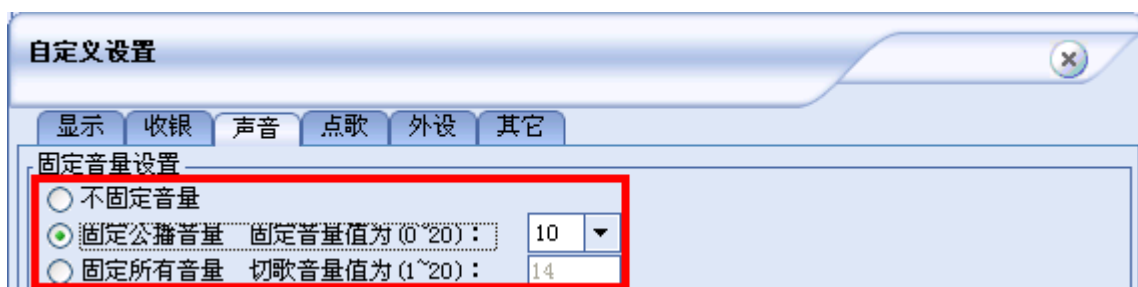 自定义设置
显示 收银 声音 点歌 外设 其它
固定音量设置
不固定音量
固定公播音量 固定音量值为(0~20)： 10
固定所有音量 切歌音量值为(1~20)： 14